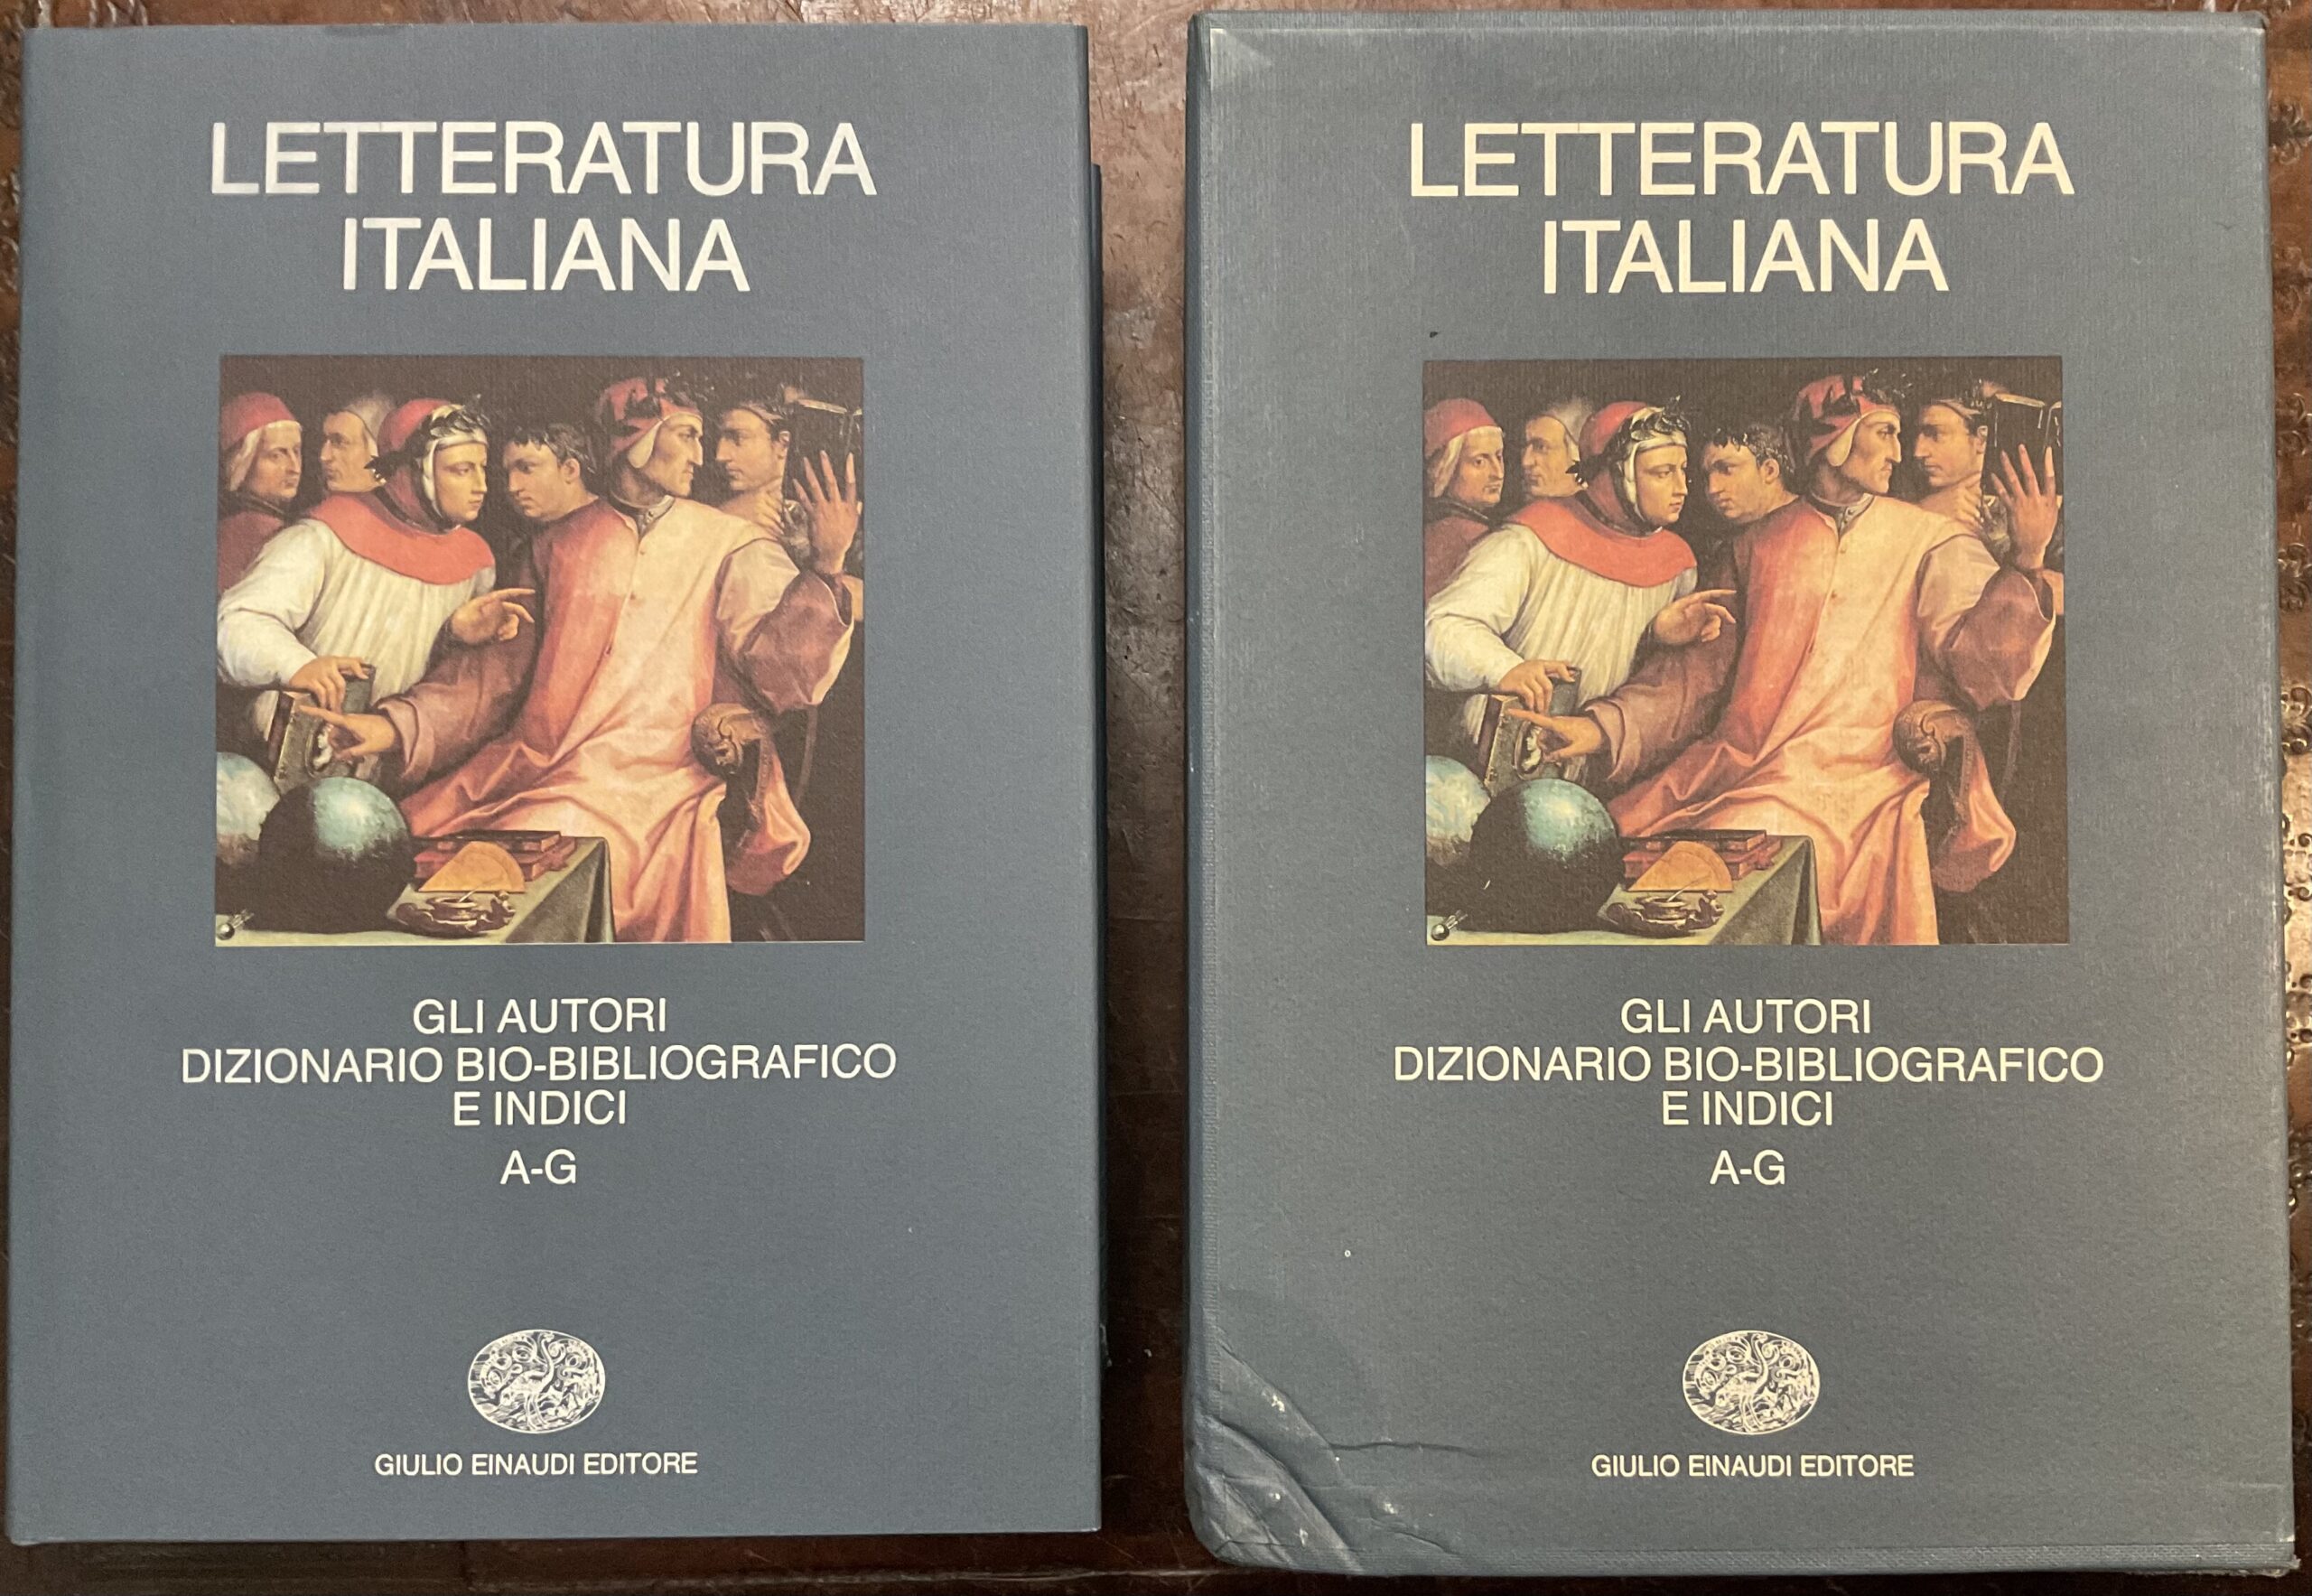 LETTERATURA
ITALIANA
GLI AUTORI
DIZIONARIO BIO-BIBLIOGRAFICO
E INDICI
A-G
GIULIO EINAUDI EDITORE
LETTERATURA
ITALIANA
GLI AUTORI
DIZIONARIO BIO-BIBLIOGRAFICO
E INDICI
A-G
GIULIO EINAUDI EDITORE